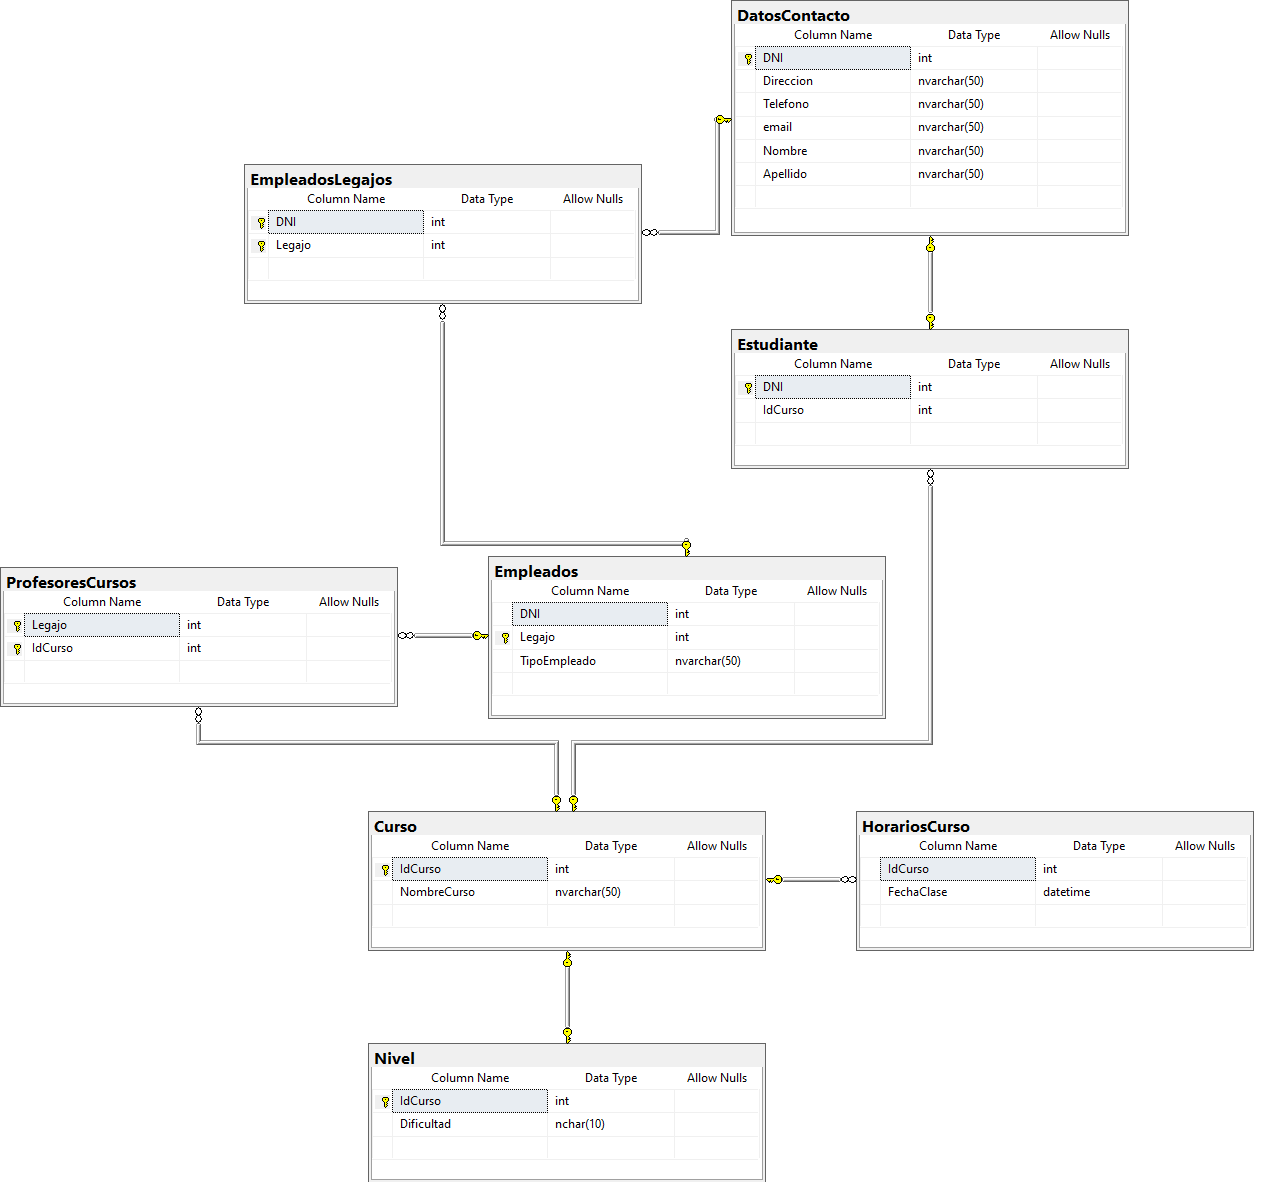 DatosContacto
Column Name Data Type Allow Nulls
DNI int
Direccion nvarchar(50)
Telefono nvarchar(50)
email nvarchar(50)
Nombre nvarchar(50)
Apellido nvarchar(50)
EmpleadosLegajos
Column Name Data Type Allow Nulls
DNI int
Legajo int
Estudiante
Column Name Data Type Allow Nulls
DNI int
IdCurso int
ProfesoresCursos
Column Name Data Type Allow Nulls
Legajo int
IdCurso int
Empleados
Column Name Data Type Allow Nulls
DNI int
Legajo int
TipoEmpleado nvarchar(50)
Curso
Column Name Data Type Allow Nulls
IdCurso int
NombreCurso nvarchar(50)
HorariosCurso
Column Name Data Type Allow Nulls
IdCurso int
FechaClase datetime
Nivel
Column Name Data Type Allow Nulls
IdCurso int
Dificultad nchar(10)